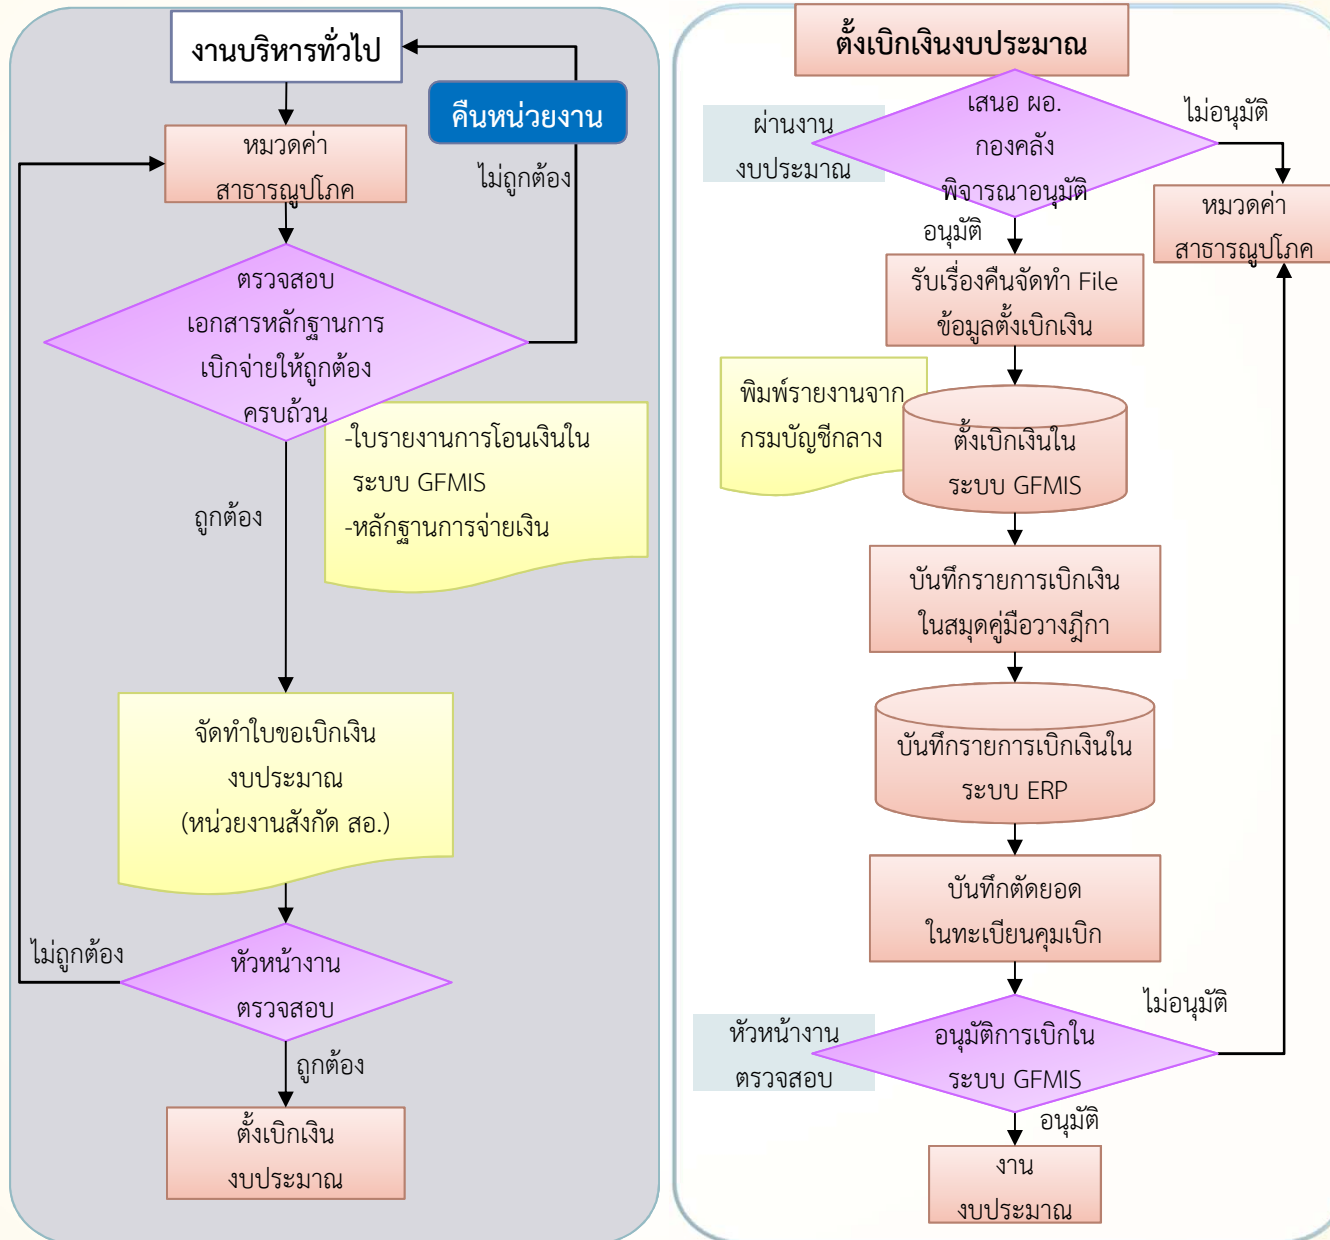 งานบริหารทั่วไป
คืนหน่วยงาน
หมวดค่า
สาธารณูปโภค
ไม่ถูกต้อง
ตรวจสอบ
เอกสารหลักฐานการ
เบิกจ่ายให้ถูกต้อง
ครบถ้วน
-ใบรายงานการโอนเงินใน
ระบบ GFMIS
-หลักฐานการจ่ายเงิน
ถูกต้อง
จัดทำใบขอเบิกเงิน
งบประมาณ
(หน่วยงานสังกัด สอ.)
ไม่ถูกต้อง
หัวหน้างาน
ตรวจสอบ
ถูกต้อง
ตั้งเบิกเงิน
งบประมาณ
ตั้งเบิกเงินงบประมาณ
ผ่านงาน
งบประมาณ
เสนอ ผอ.
กองคลัง
พิจารณาอนุมัติ
ไม่อนุมัติ
หมวดค่า
สาธารณูปโภค
อนุมัติ
รับเรื่องคืนจัดทำ File
ข้อมูลตั้งเบิกเงิน
พิมพ์รายงานจาก
กรมบัญชีกลาง
ตั้งเบิกเงินใน
ระบบ GFMIS
บันทึกรายการเบิกเงิน
ในสมุดคู่มือวางฎีกา
บันทึกรายการเบิกเงินใน
ระบบ ERP
บันทึกตัดยอด
ในทะเบียนคุมเบิก
หัวหน้างาน
ตรวจสอบ
อนุมัติการเบิกใน
ระบบ GFMIS
ไม่อนุมัติ
อนุมัติ
งาน
งบประมาณ